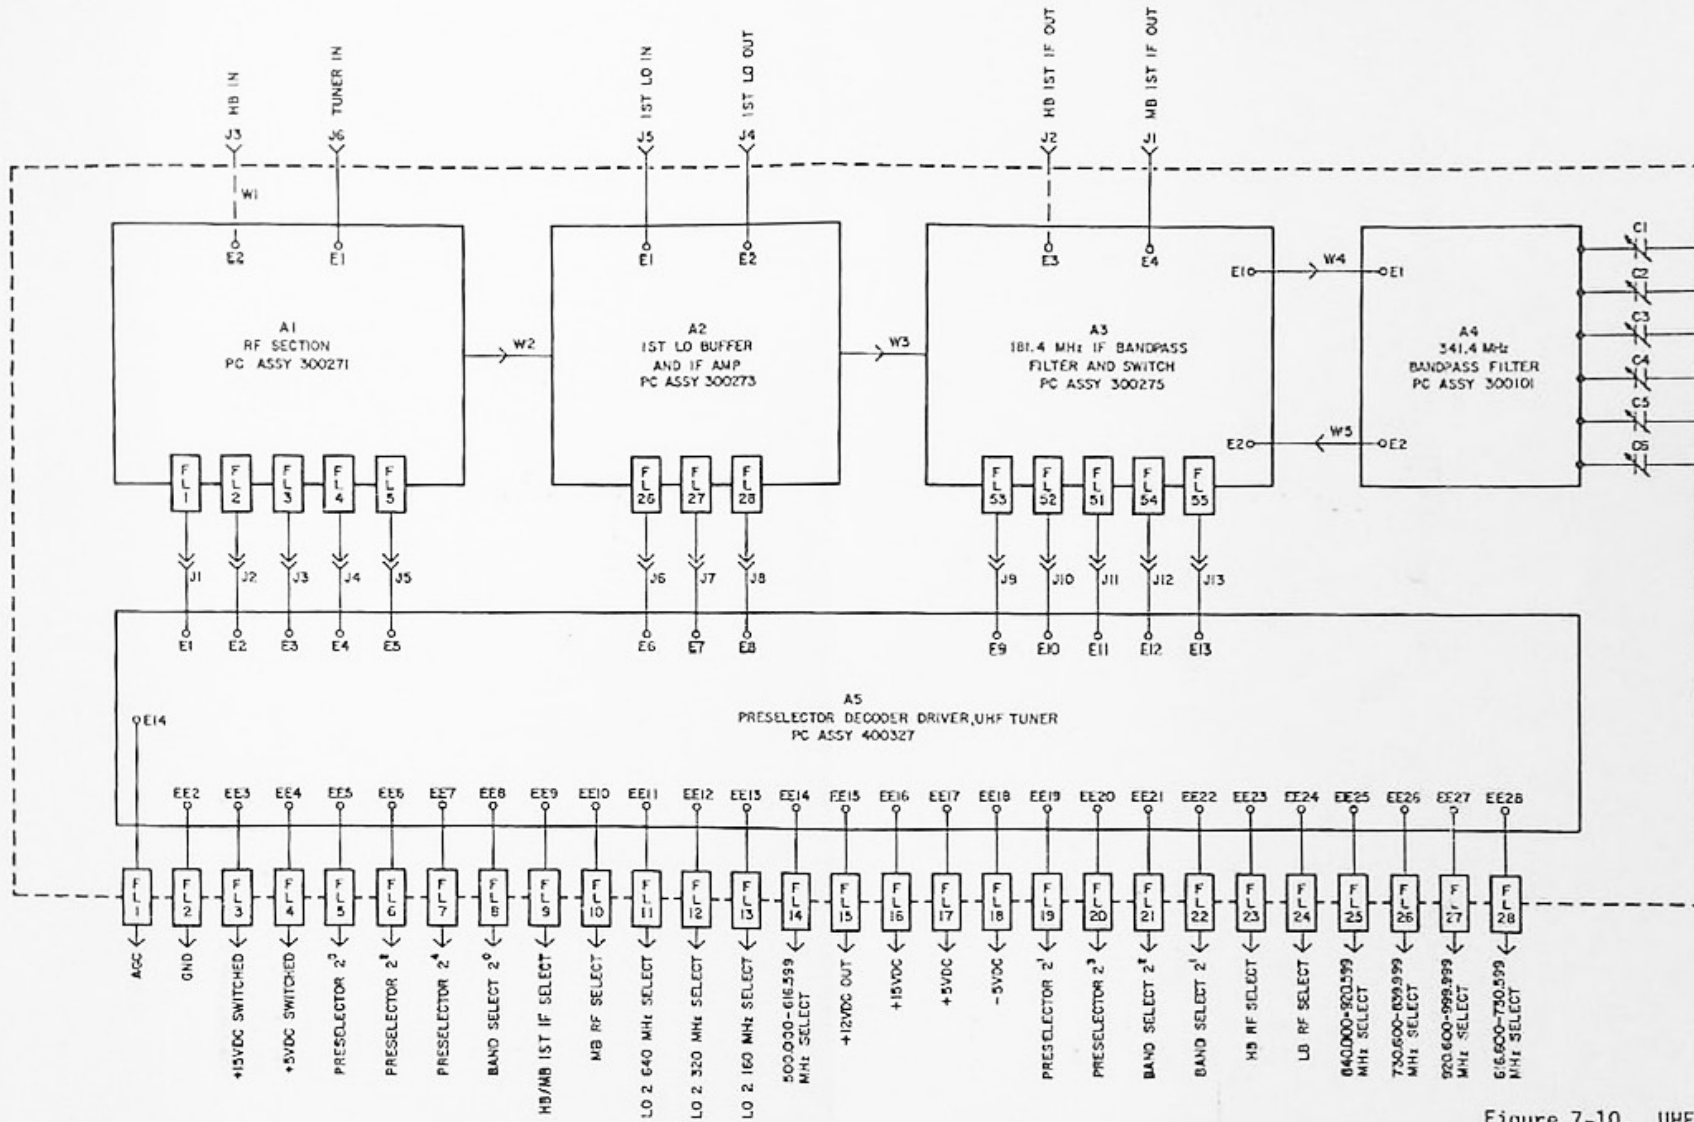 J3 HB IN
J6 TUNER IN
J5 1ST LO IN
J4 1ST LO OUT
J2 HB 1ST IF OUT
J1 MB 1ST IF OUT
W1
E2 E1
E1 E2
E3 E4
A1
RF SECTION
PC ASSY 300271
W2
A2
1ST LO BUFFER
AND IF AMP
PC ASSY 300273
W3
A3
181.4 MHz IF BANDPASS
FILTER AND SWITCH
PC ASSY 300275
E1 W4 E1
E2 W5 E2
A4
341.4 MHz
BANDPASS FILTER
PC ASSY 300101
C1
C2
C3
C4
C5
C6
FL1 FL2 FL3 FL4 FL5
FL26 FL27 FL28
FL53 FL52 FL51 FL54 FL55
J1 J2 J3 J4 J5 J6 J7 J8 J9 J10 J11 J12 J13
E1 E2 E3 E4 E5 E6 E7 E8 E9 E10 E11 E12 E13
E14
A5
PRESELECTOR DECODER DRIVER, UHF TUNER
PC ASSY 400327
EE2 EE3 EE4 EE5 EE6 EE7 EE8 EE9 EE10 EE11 EE12 EE13 EE14 EE15 EE16 EE17 EE18 EE19 EE20 EE21 EE22 EE23 EE24 EE25 EE26 EE27 EE28
FL1 FL2 FL3 FL4 FL5 FL6 FL7 FL8 FL9 FL10 FL11 FL12 FL13 FL14 FL15 FL16 FL17 FL18 FL19 FL20 FL21 FL22 FL23 FL24 FL25 FL26 FL27 FL28
AGC
GND
+15VDC SWITCHED
+5VDC SWITCHED
PRESELECTOR
PRESELECTOR 2²
PRESELECTOR 2⁴
BAND SELECT 2⁰
HB/MB 1ST IF SELECT
MB RF SELECT
LO 2 640 MHz SELECT
LO 2 320 MHz SELECT
LO 2 160 MHz SELECT
500.000-616.599
MHz SELECT
+12VDC OUT
+15VDC
+5VDC
-5VDC
PRESELECTOR 2¹
PRESELECTOR 2³
BAND SELECT 2²
BAND SELECT 2¹
HB RF SELECT
LB RF SELECT
840.000-920.599
MHz SELECT
730.600-839.999
MHz SELECT
920.600-999.999
MHz SELECT
616.600-730.599
MHz SELECT
Figure 7-10. UHF